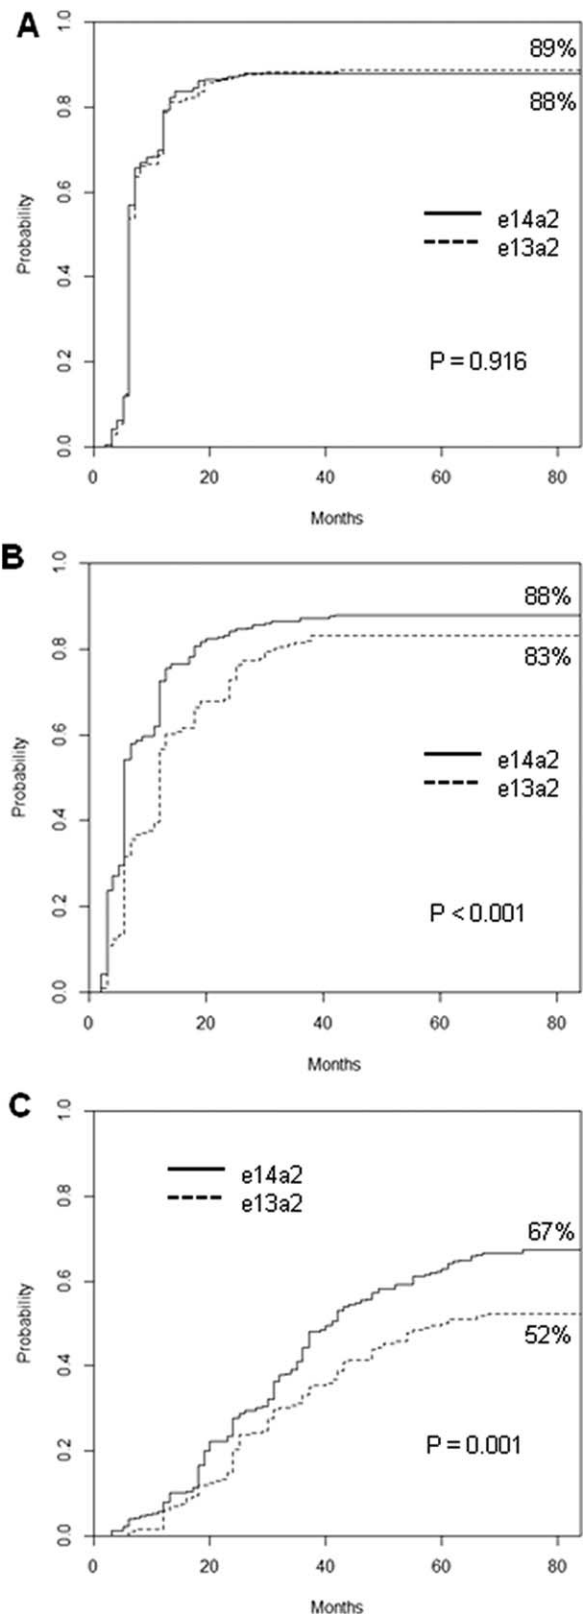 A
1.0
0.8
0.6
0.4
0.2
0.0
Probability
89%
88%
e14a2
e13a2
P = 0.916
0 20 40 60 80
Months
B
1.0
0.8
0.6
0.4
0.2
0.0
Probability
88%
83%
e14a2
e13a2
P < 0.001
0 20 40 60 80
Months
C
1.0
0.8
0.6
0.4
0.2
0.0
Probability
e14a2
e13a2
67%
52%
P = 0.001
0 20 40 60 80
Months